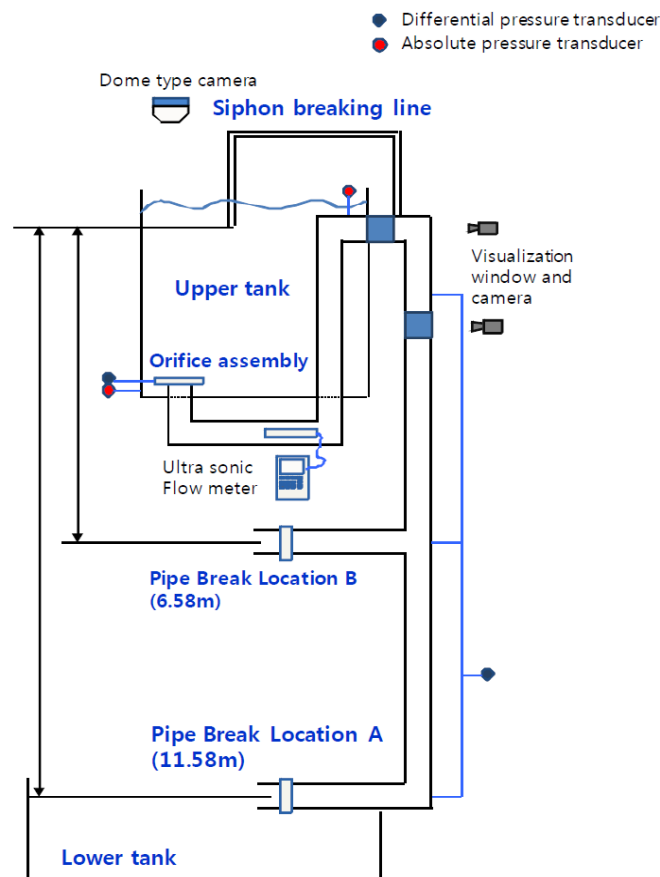 Differential pressure transducer
Absolute pressure transducer
Dome type camera
Siphon breaking line
Visualization
window and
camera
Upper tank
Orifice assembly
Ultra sonic
Flow meter
Pipe Break Location B
(6.58m)
Pipe Break Location A
(11.58m)
Lower tank